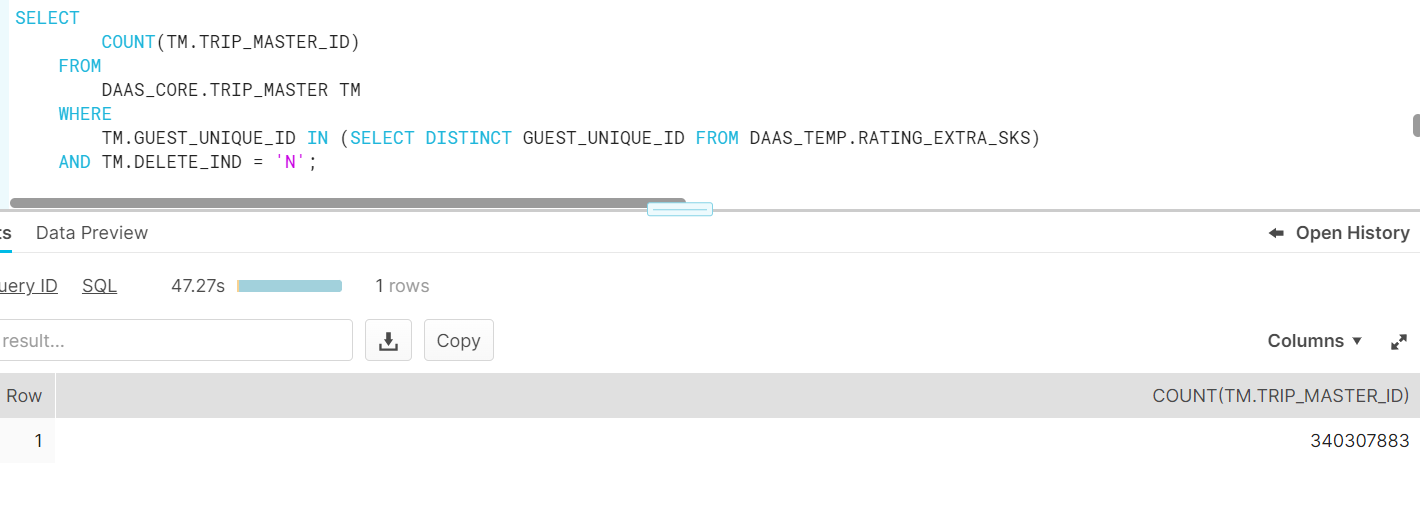 SELECT
COUNT(TM.TRIP_MASTER_ID)
FROM
DAAS_CORE.TRIP_MASTER TM
WHERE
TM.GUEST_UNIQUE_ID IN (SELECT DISTINCT GUEST_UNIQUE_ID FROM DAAS_TEMP.RATING_EXTRA_SKS)
AND TM.DELETE_IND = 'N';
ts Data Preview Open History
uery ID SQL 47.27s 1 rows
result... Copy Columns
Row COUNT(TM.TRIP_MASTER_ID)
1 340307883